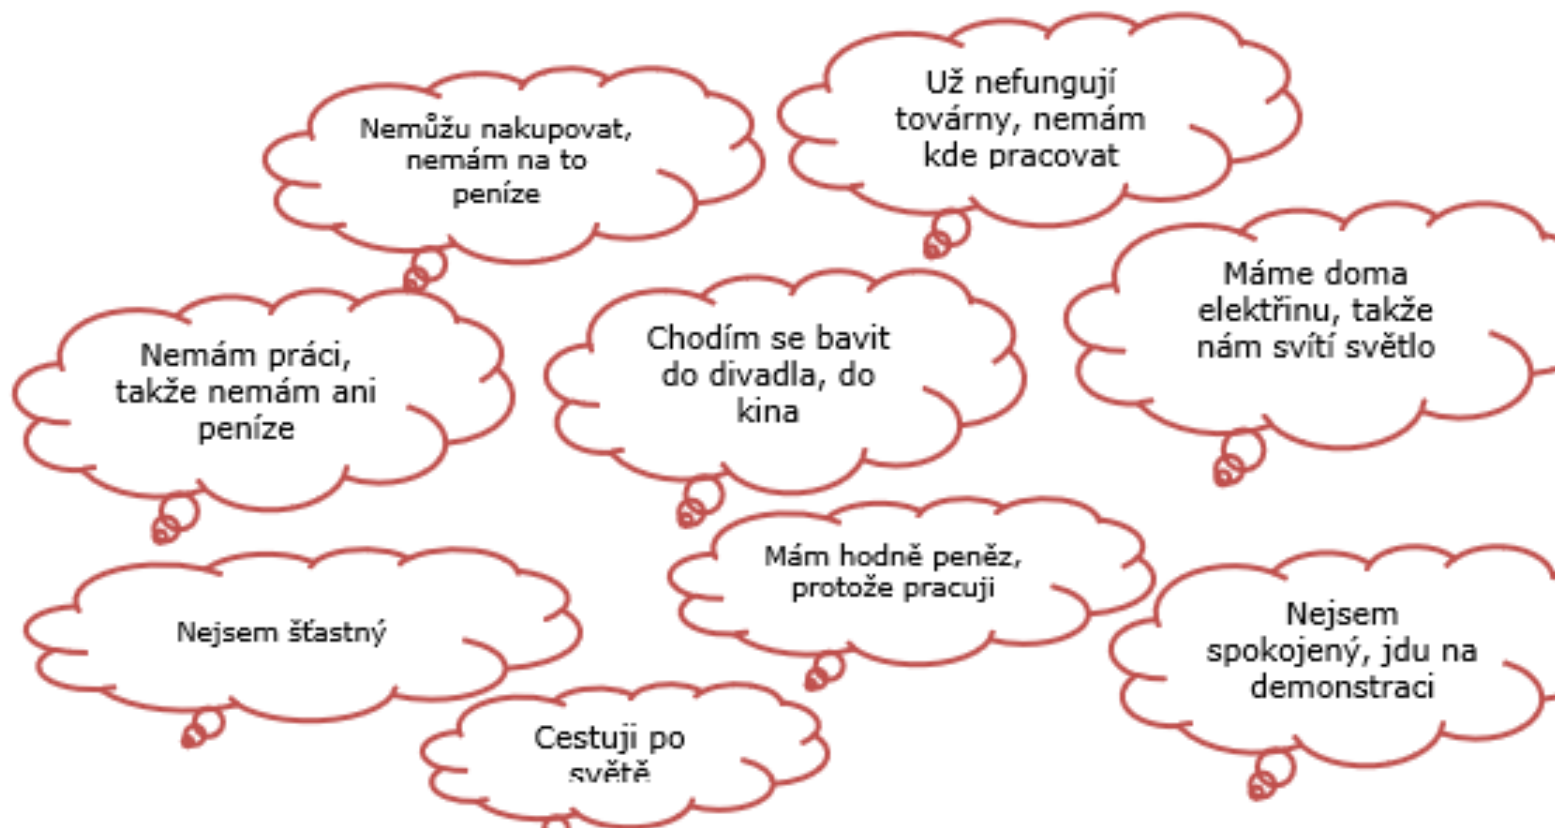 Nemůžu nakupovat,
nemám na to
peníze
Už nefungují
továrny, nemám
kde pracovat
Máme doma
elektřinu, takže
nám svítí světlo
Nemám práci,
takže nemám ani
peníze
Chodím se bavit
do divadla, do
kina
Mám hodně peněz,
protože pracuji
Nejsem šťastný
Nejsem
spokojený, jdu na
demonstraci
Cestuji po
světě